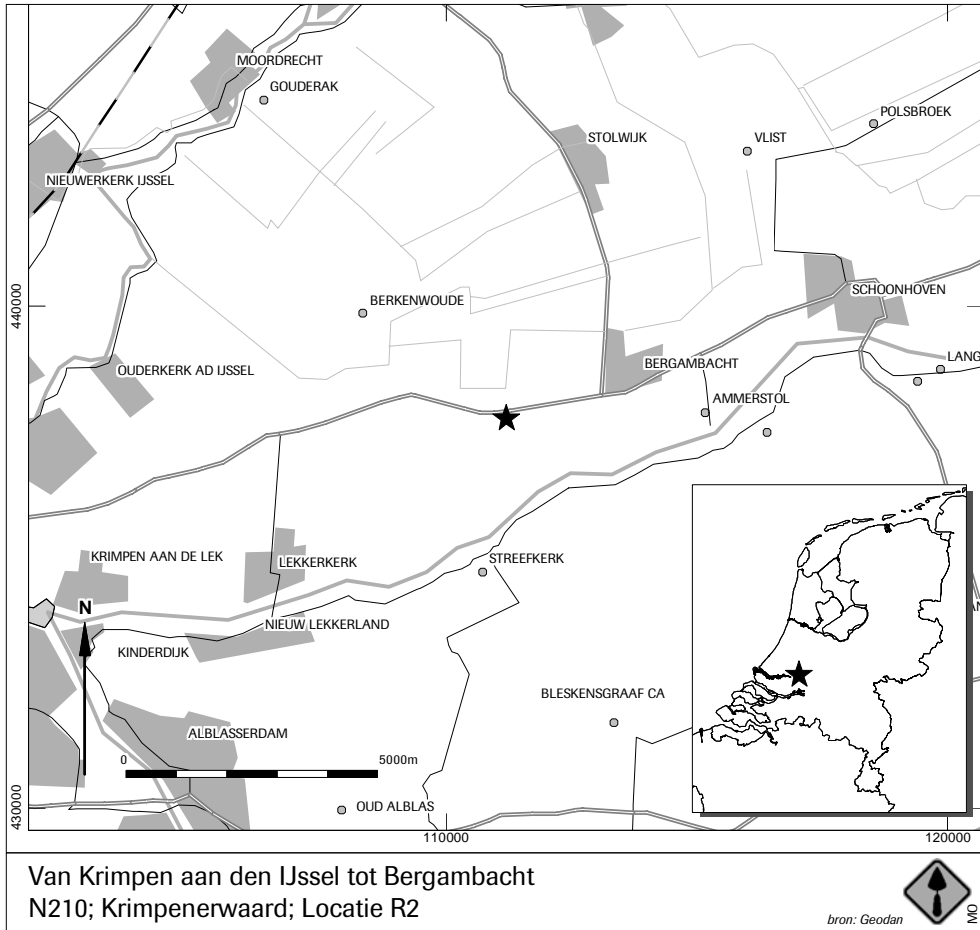 MOORDRECHT
GOUDERAK
POLSBROEK
STOLWIJK
VLIST
NIEUWERKERK IJSSEL
SCHOONHOVEN
BERKENWOUDE
440000
LANG
BERGAMBACHT
OUDERKERK AD IJSSEL
AMMERSTOL
KRIMPEN AAN DE LEK
LEKKERKERK
STREEFKERK
N
NIEUW LEKKERLAND
KINDERDIJK
BLESKENSGRAAF CA
ALBLASSERDAM
0 5000m
OUD ALBLAS
430000
110000 120000
Van Krimpen aan den IJssel tot Bergambacht
N210; Krimpenerwaard; Locatie R2
bron: Geodan
MO